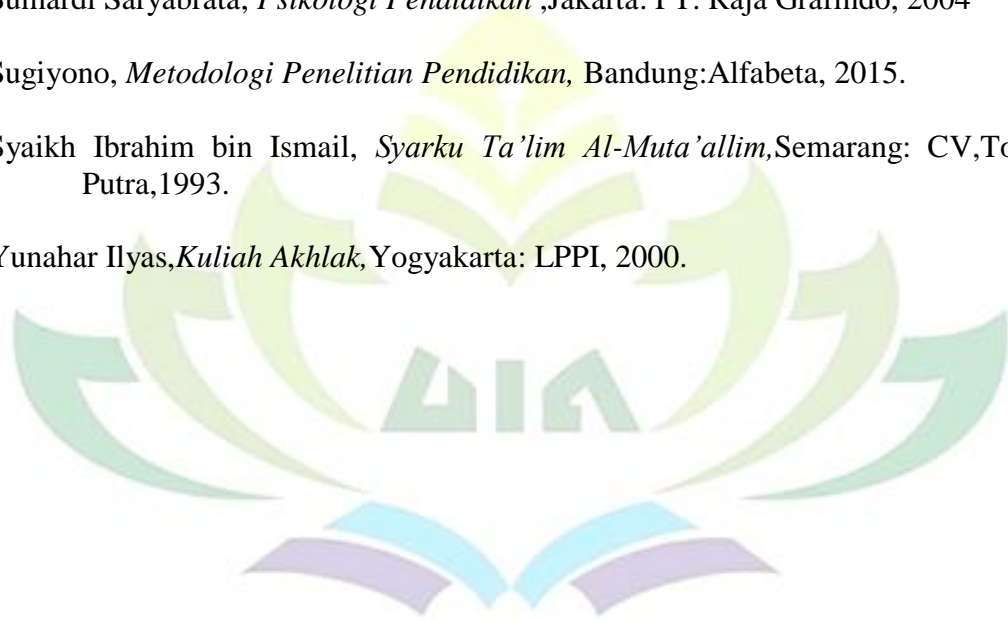 Sumardi Saryabrata, Psikologi Pendidikan ,Jakarta: PT. Raja Grafindo, 2004
Sugiyono, Metodologi Penelitian Pendidikan, Bandung:Alfabeta, 2015.
Syaikh Ibrahim bin Ismail, Syarku Ta’lim Al-Muta’allim,Semarang: CV,To
Putra,1993.
Yunahar Ilyas,Kuliah Akhlak,Yogyakarta: LPPI, 2000.
UIN